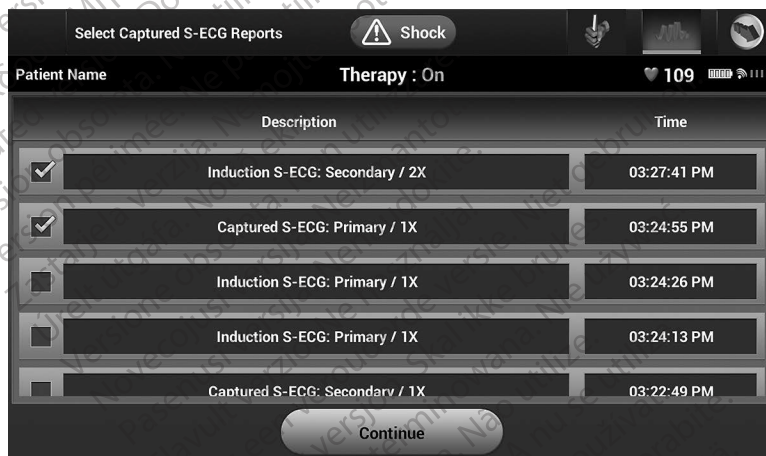 Select Captured S-ECG Reports
Shock
Patient Name
Therapy : On
109
Description
Time
Induction S-ECG: Secondary / 2X
03:27:41 PM
Captured S-ECG: Primary / 1X
03:24:55 PM
Induction S-ECG: Primary / 1X
03:24:26 PM
Induction S-ECG: Primary / 1X
03:24:13 PM
Captured S-ECG: Secondary / 1X
03:22:49 PM
Continue